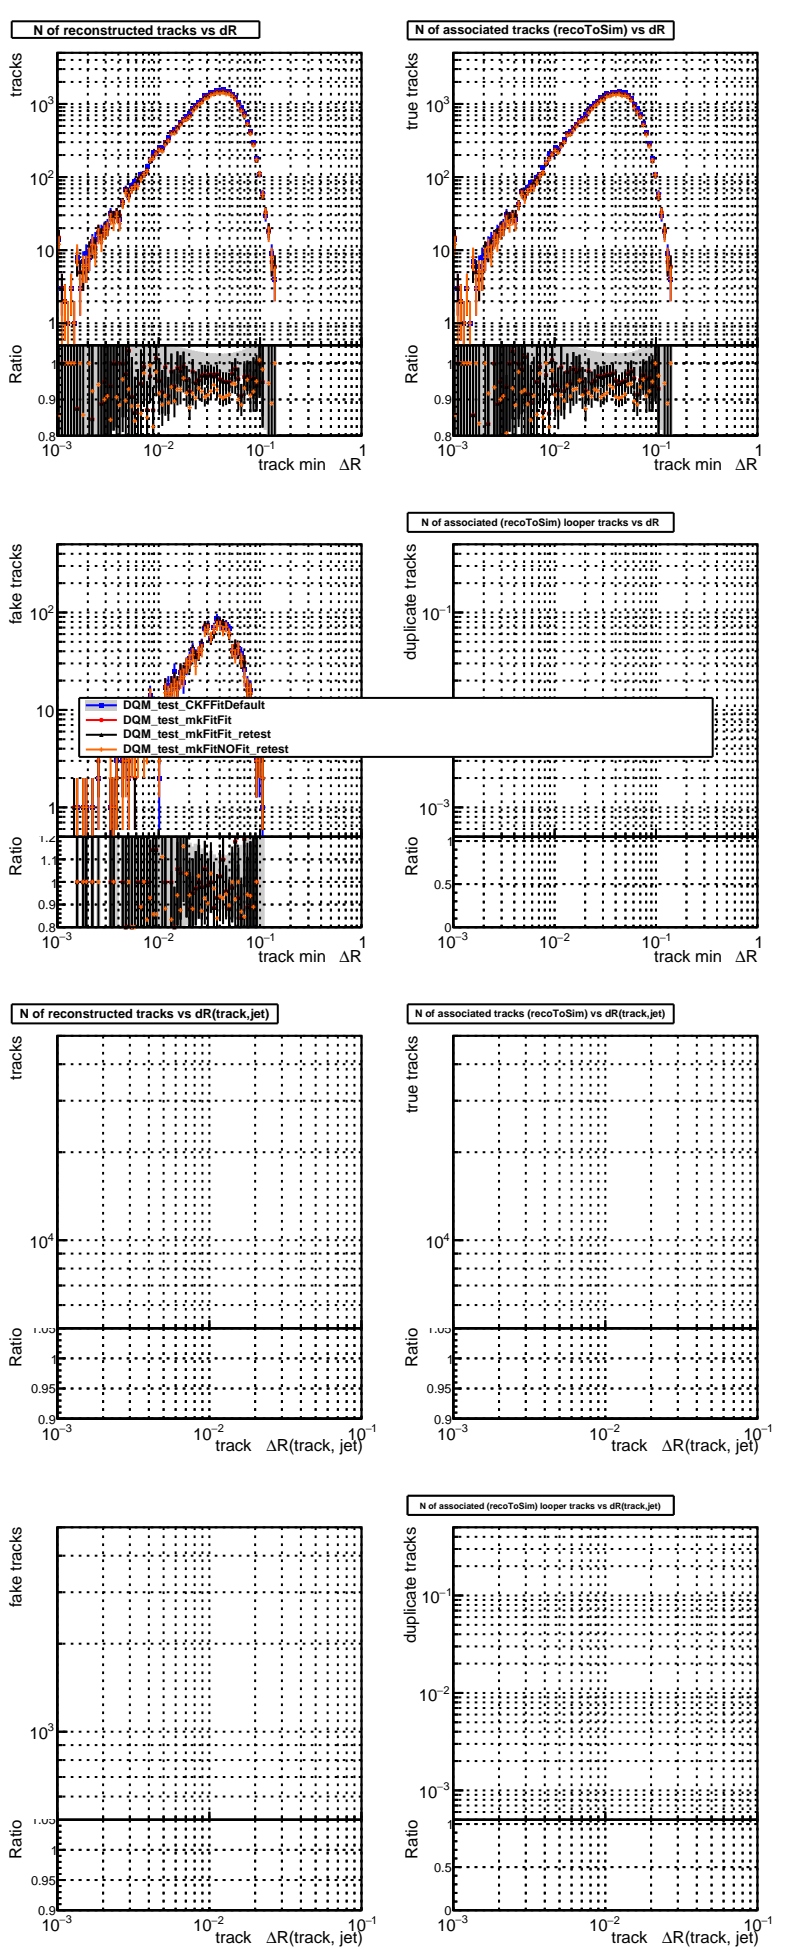 N of reconstructed tracks vs dR
N of associated tracks (recoToSim) vs dR
tracks
10³
10²
10
1
Ratio
1
0.9
0.8
10⁻³ 10⁻² 10⁻¹ 1
track min ΔR
true tracks
10³
10²
10
1
Ratio
1
0.9
0.8
10⁻³ 10⁻² 10⁻¹ 1
track min ΔR
N of associated (recoToSim) looper tracks vs dR
fake tracks
10²
10
1
Ratio
1.2
1.1
1
0.9
0.8
10⁻³ 10⁻² 10⁻¹ 1
track min ΔR
duplicate tracks
10⁻¹
10⁻³
Ratio
1
0.5
0
10⁻³ 10⁻² 10⁻¹ 1
track min ΔR
DQM_test_CKFFitDefault
DQM_test_mkFitFit
DQM_test_mkFitFit_retest
DQM_test_mkFitNOFit_retest
N of reconstructed tracks vs dR(track,jet)
N of associated tracks (recoToSim) vs dR(track,jet)
tracks
10⁴
Ratio
1.05
1
0.95
0.9
10⁻³ 10⁻² 10⁻¹
track ΔR(track, jet)
true tracks
10⁴
Ratio
1.05
1
0.95
0.9
10⁻³ 10⁻² 10⁻¹
track ΔR(track, jet)
N of associated (recoToSim) looper tracks vs dR(track,jet)
fake tracks
10³
Ratio
1.05
1
0.95
0.9
10⁻³ 10⁻² 10⁻¹
track ΔR(track, jet)
duplicate tracks
10⁻¹
10⁻²
10⁻³
Ratio
1
0.5
0
10⁻³ 10⁻² 10⁻¹
track ΔR(track, jet)